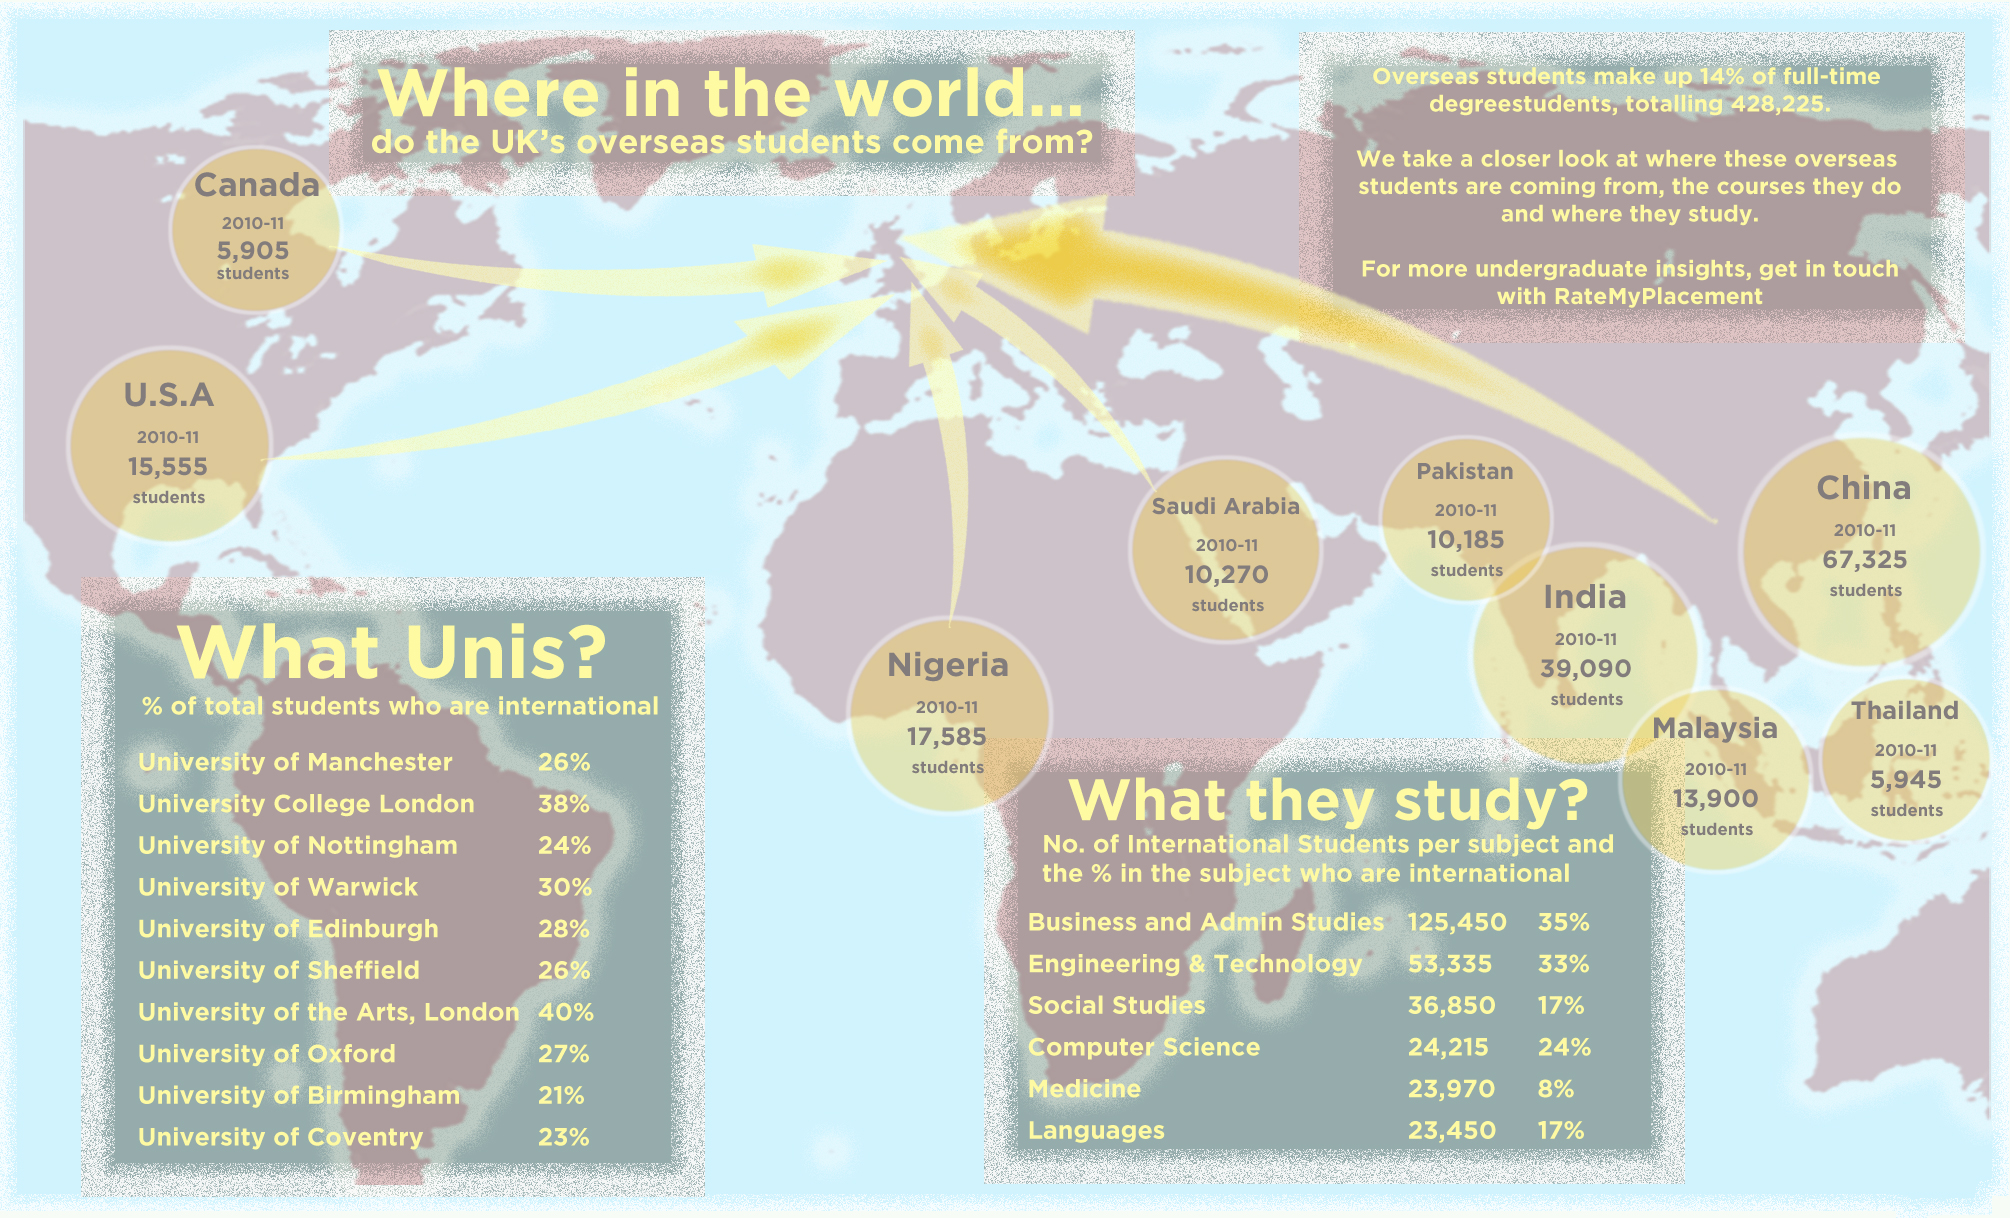 Where in the world...
do the UK's overseas students come from?
Overseas students make up 14% of full-time
degreestudents, totalling 428,225.
We take a closer look at where these overseas
students are coming from, the courses they do
and where they study.
For more undergraduate insights, get in touch
with RateMyPlacement
Canada
2010-11
5,905
students
U.S.A
2010-11
15,555
students
Nigeria
2010-11
17,585
students
Saudi Arabia
2010-11
10,270
students
Pakistan
2010-11
10,185
students
India
2010-11
39,090
students
China
2010-11
67,325
students
Malaysia
2010-11
13,900
students
Thailand
2010-11
5,945
students
What Unis?
% of total students who are international
University of Manchester 26%
University College London 38%
University of Nottingham 24%
University of Warwick 30%
University of Edinburgh 28%
University of Sheffield 26%
University of the Arts, London 40%
University of Oxford 27%
University of Birmingham 21%
University of Coventry 23%
What they study?
No. of International Students per subject and
the % in the subject who are international
Business and Admin Studies 125,450 35%
Engineering & Technology 53,335 33%
Social Studies 36,850 17%
Computer Science 24,215 24%
Medicine 23,970 8%
Languages 23,450 17%